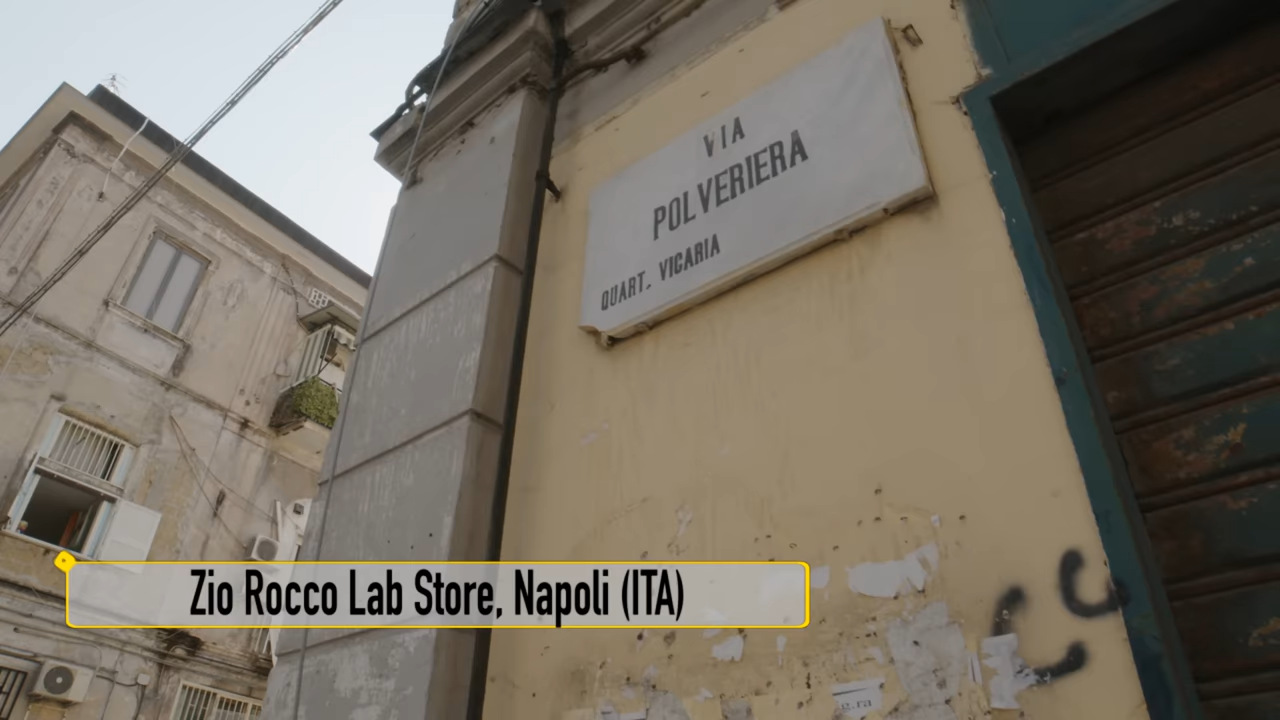 VIA
POLVERIERA
QUART. VICARIA
Zio Rocco Lab Store, Napoli (ITA)